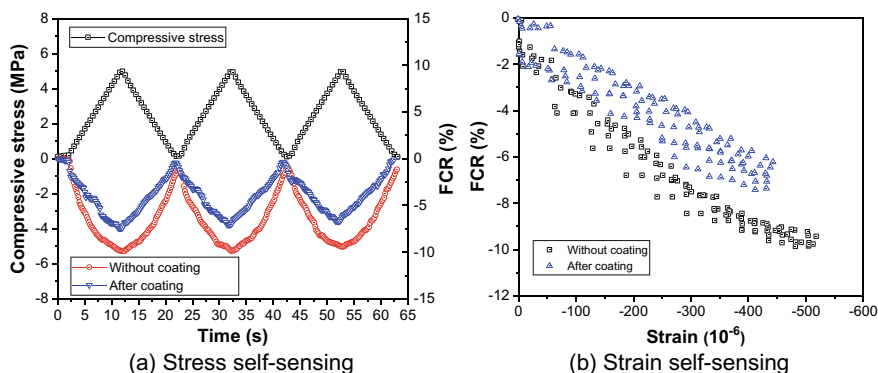 8
6
4
2
0
-2
-4
-6
-8
Compressive stress (MPa)
Compressive stress
Without coating
After coating
0 5 10 15 20 25 30 35 40 45 50 55 60 65
Time (s)
15
10
5
0
-5
-10
-15
FCR (%)
(a) Stress self-sensing
0
-2
-4
-6
-8
-10
-12
FCR (%)
Without coating
After coating
0 -100 -200 -300 -400 -500 -600
Strain (10⁻⁶)
(b) Strain self-sensing